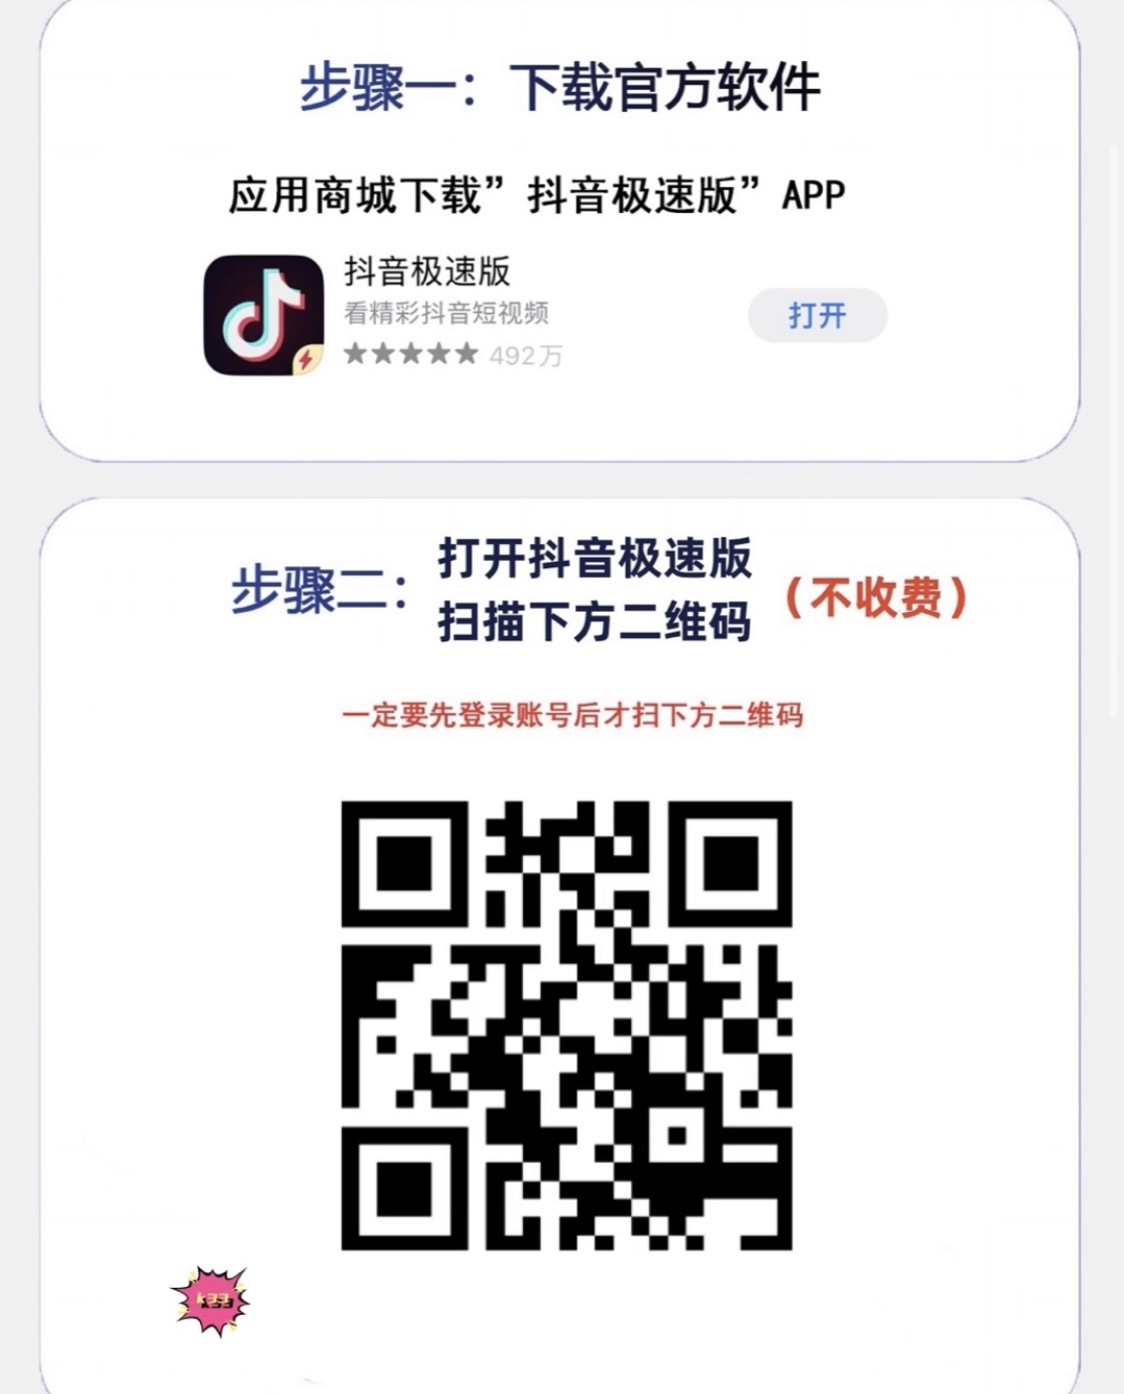 步骤一：下载官方软件
应用商城下载”抖音极速版”APP
抖音极速版
看精彩抖音短视频
打开
★★★★★ 492万
步骤二：
打开抖音极速版
扫描下方二维码
（不收费）
一定要先登录账号后才扫下方二维码
k33